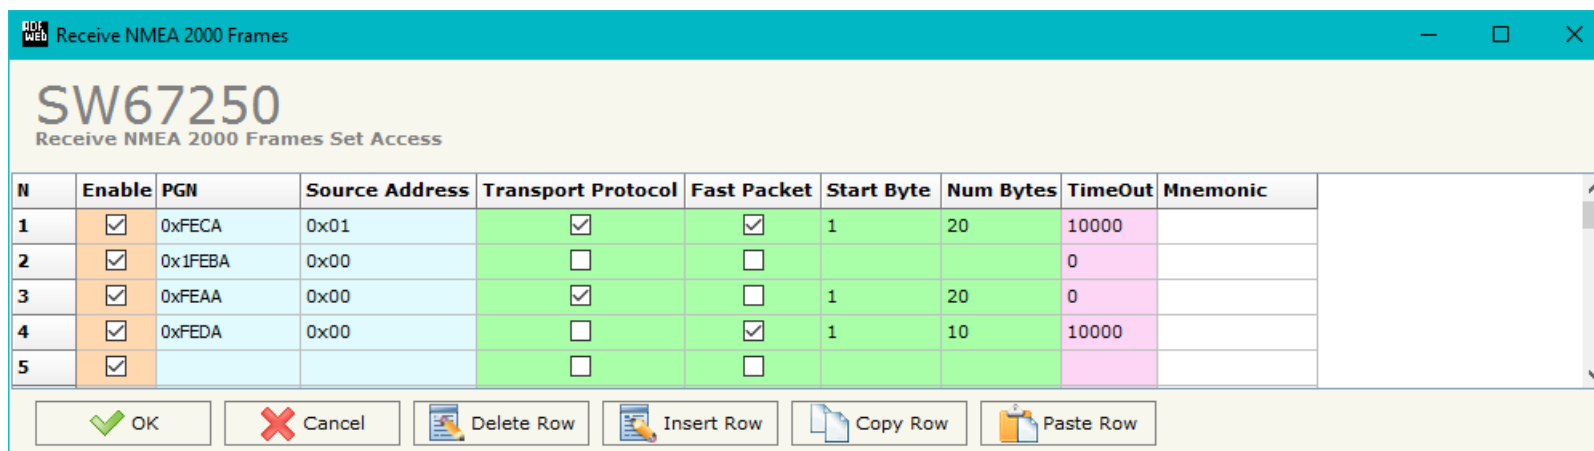 ADF WEB Receive NMEA 2000 Frames
SW67250
Receive NMEA 2000 Frames Set Access
N Enable PGN Source Address Transport Protocol Fast Packet Start Byte Num Bytes TimeOut Mnemonic
1 0xFECA 0x01 1 20 10000
2 0x1FEBA 0x00 0
3 0xFEAA 0x00 1 20 0
4 0xFEDA 0x00 1 10 10000
5
OK Cancel Delete Row Insert Row Copy Row Paste Row